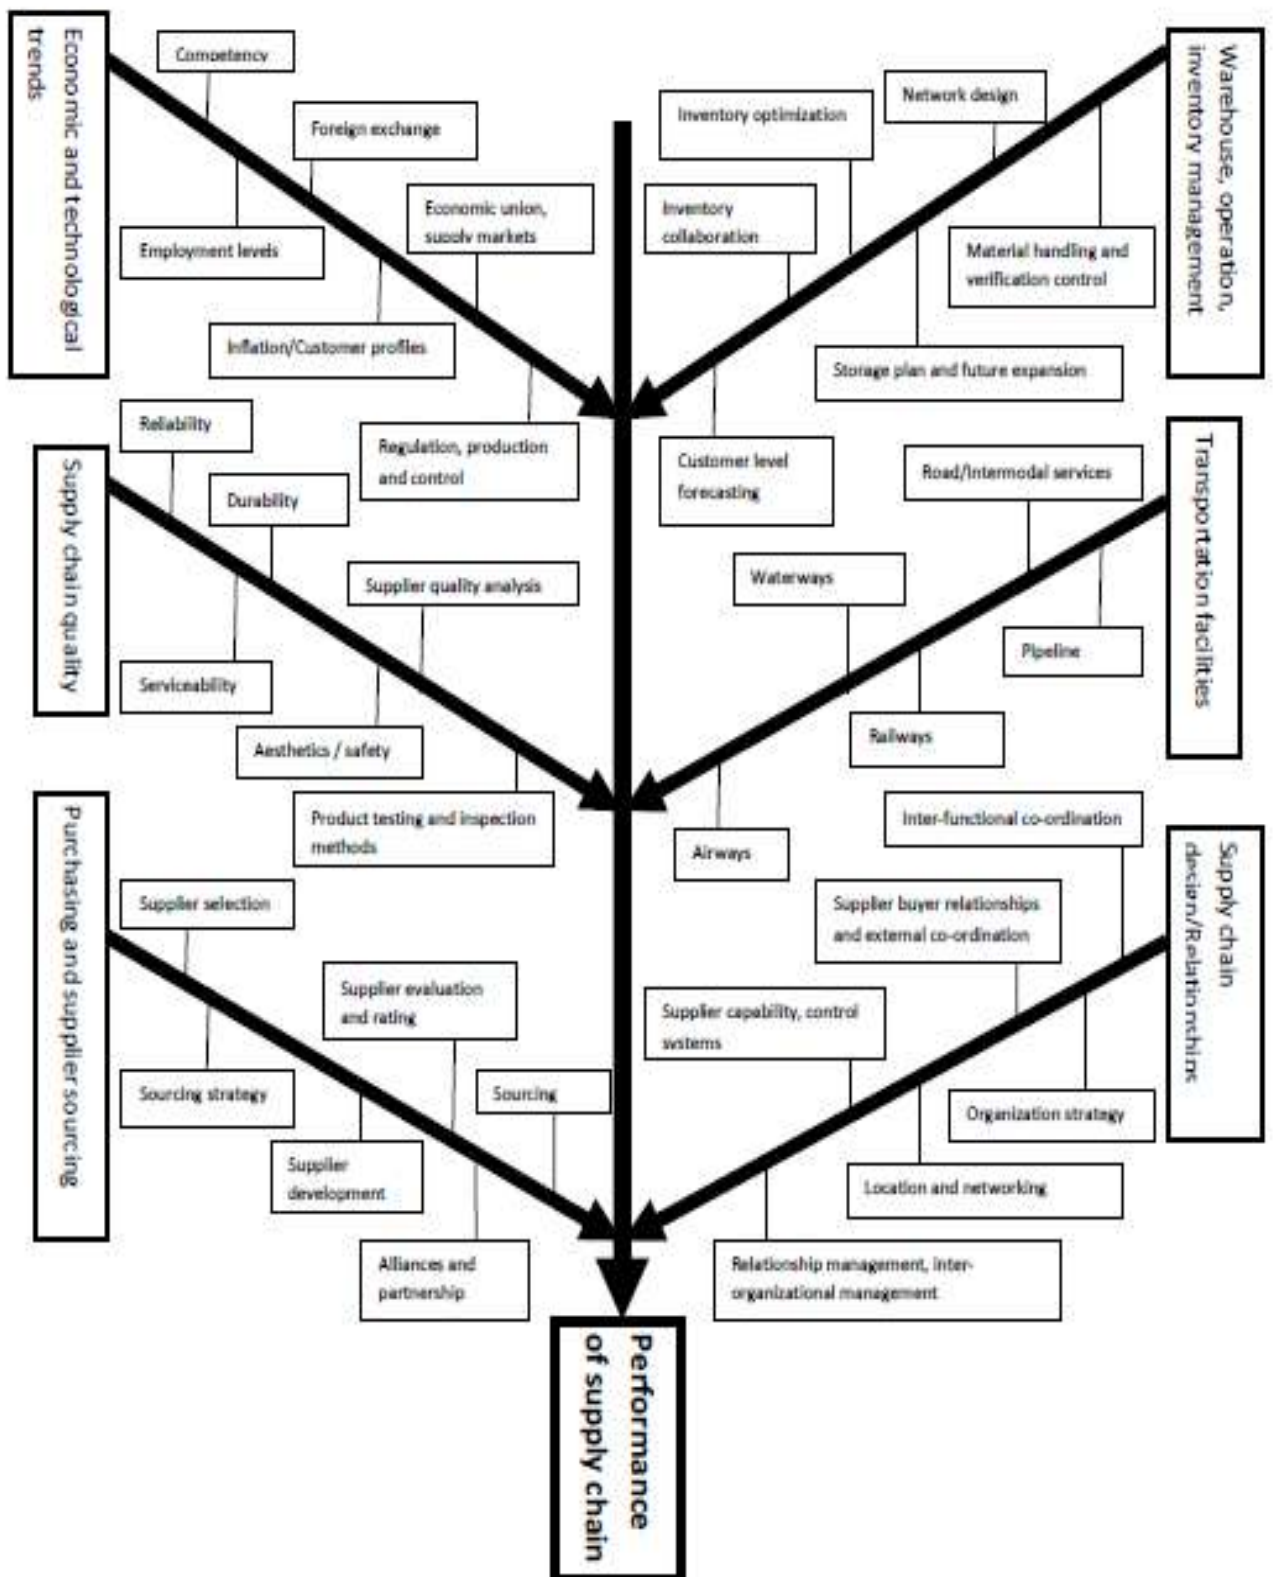 Economic and technological
trends
Competency
Foreign exchange
Economic union,
supply markets
Employment levels
Inflation/Customer profiles
Regulation, production
and control
Warehouse, operation,
inventory management
Network design
Inventory optimization
Inventory
collaboration
Material handling and
verification control
Storage plan and future expansion
Customer level
forecasting
Supply chain quality
Reliability
Durability
Supplier quality analysis
Serviceability
Aesthetics / safety
Product testing and inspection
methods
Transportation facilities
Road/Intermodal services
Waterways
Pipeline
Railways
Airways
Purchasing and supplier sourcing
Supplier selection
Supplier evaluation
and rating
Sourcing
Sourcing strategy
Supplier
development
Alliances and
partnership
Supply chain
design/Relationships
Inter-functional co-ordination
Supplier buyer relationships
and external co-ordination
Supplier capability, control
systems
Organization strategy
Location and networking
Relationship management, inter-
organizational management
Performance
of supply chain